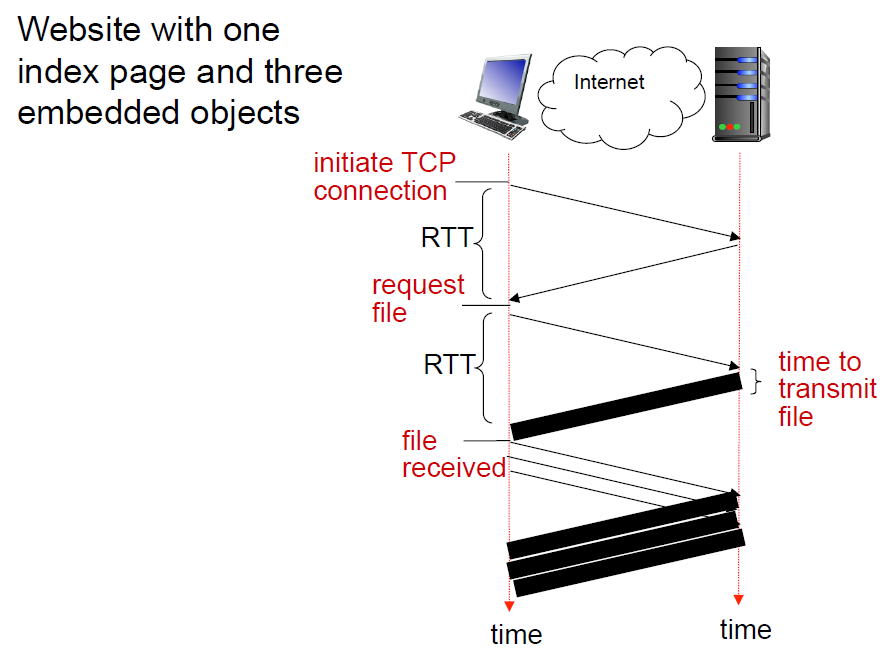 Website with one
index page and three
embedded objects
Internet
initiate TCP
connection
RTT
request
file
RTT
time to
transmit
file
file
received
time
time